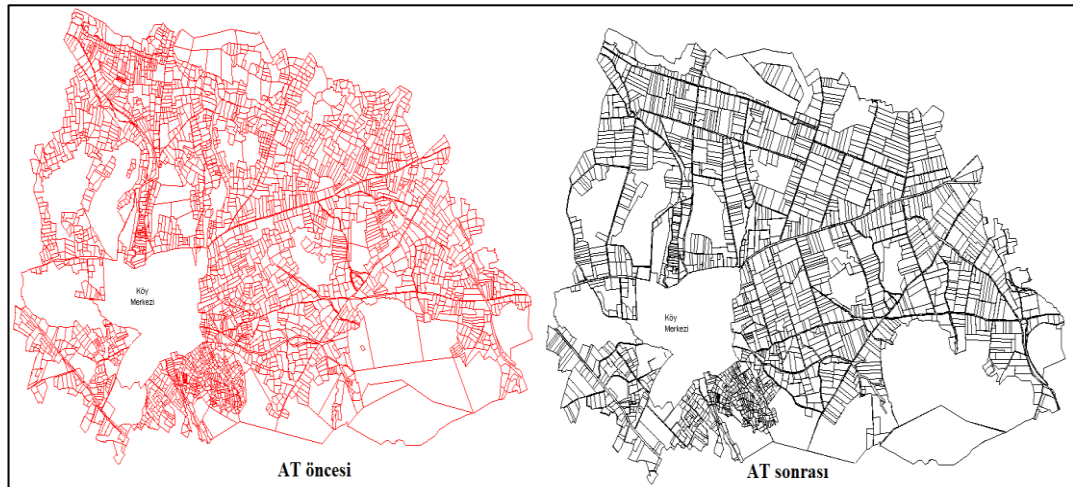 Köy
Merkezi
Köy
Merkezi
AT öncesi
AT sonrası